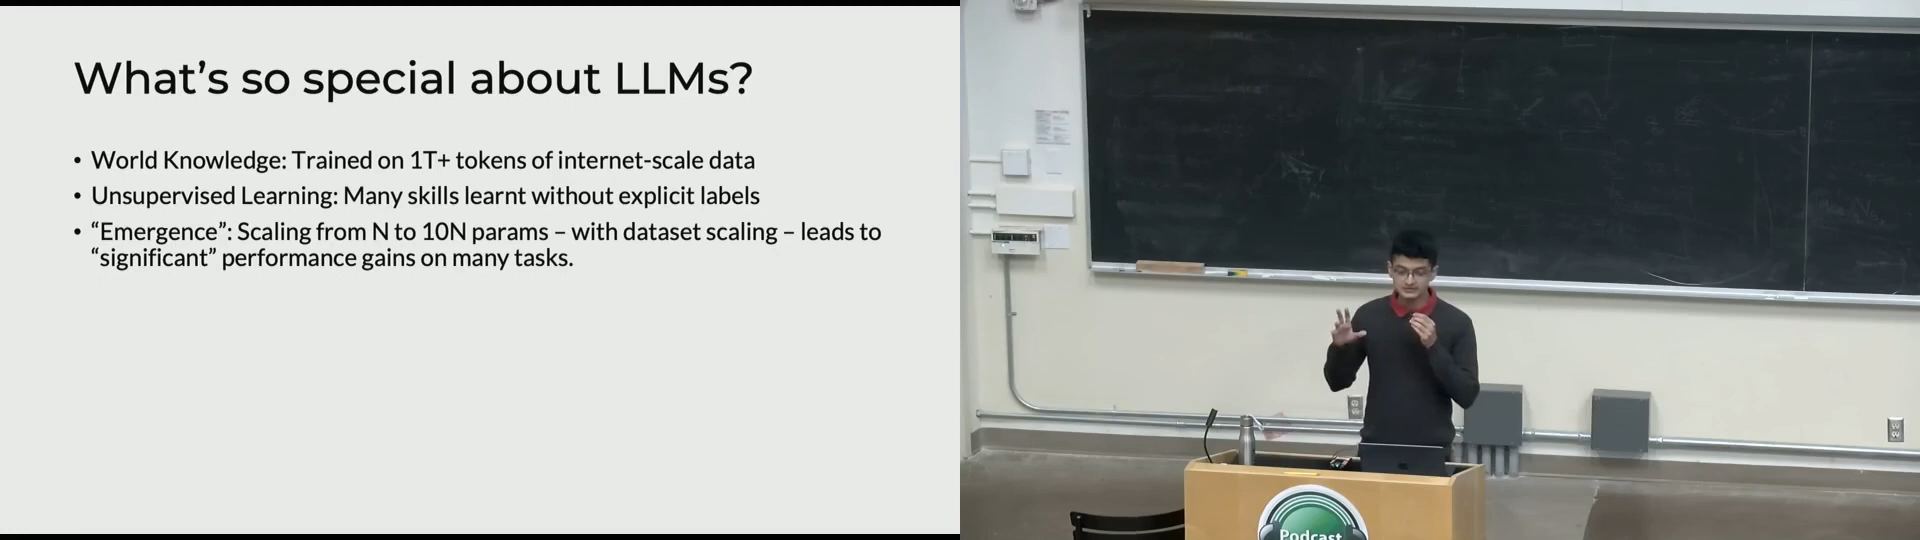 What’s so special about LLMs?
• World Knowledge: Trained on 1T+ tokens of internet-scale data
• Unsupervised Learning: Many skills learnt without explicit labels
• “Emergence”: Scaling from N to 10N params – with dataset scaling – leads to
“significant” performance gains on many tasks.
Podcast